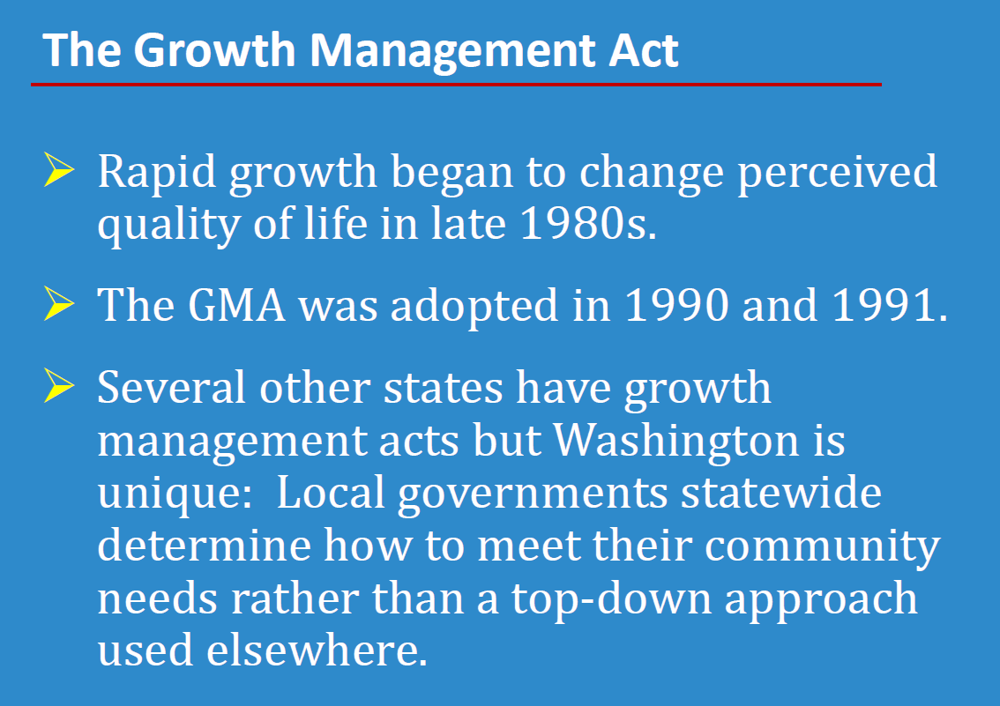 The Growth Management Act
Rapid growth began to change perceived
quality of life in late 1980s.
The GMA was adopted in 1990 and 1991.
Several other states have growth
management acts but Washington is
unique:  Local governments statewide
determine how to meet their community
needs rather than a top-down approach
used elsewhere.